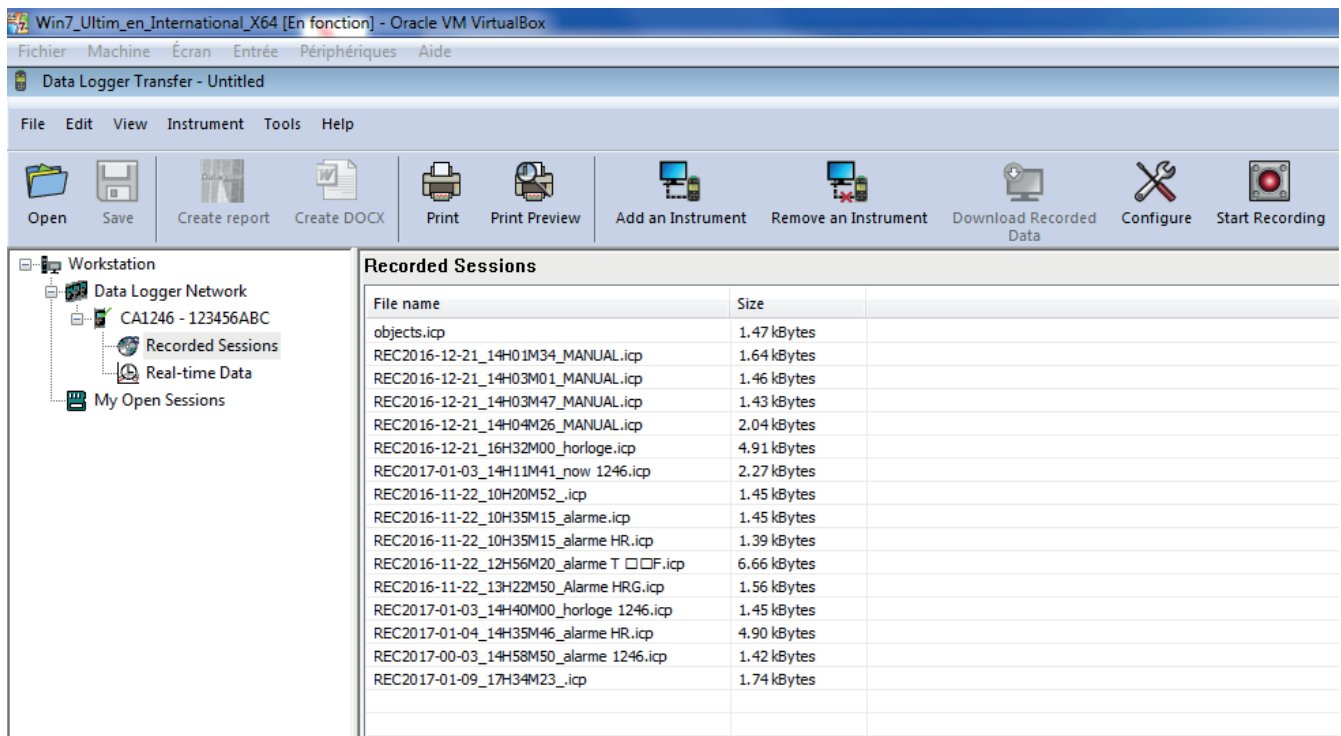 Win7_Ultim_en_International_X64 [En fonction] - Oracle VM VirtualBox
Fichier Machine Écran Entrée Périphériques Aide
Data Logger Transfer - Untitled
File Edit View Instrument Tools Help
Open Save Create report Create DOCX Print Print Preview Add an Instrument Remove an Instrument Download Recorded Data Configure Start Recording
Workstation
Data Logger Network
CA1246 - 123456ABC
Recorded Sessions
Real-time Data
My Open Sessions
Recorded Sessions
File name Size
objects.icp 1.47 kBytes
REC2016-12-21_14H01M34_MANUAL.icp 1.64 kBytes
REC2016-12-21_14H03M01_MANUAL.icp 1.46 kBytes
REC2016-12-21_14H03M47_MANUAL.icp 1.43 kBytes
REC2016-12-21_14H04M26_MANUAL.icp 2.04 kBytes
REC2016-12-21_16H32M00_horloge.icp 4.91 kBytes
REC2017-01-03_14H11M41_now 1246.icp 2.27 kBytes
REC2016-11-22_10H20M52_.icp 1.45 kBytes
REC2016-11-22_10H35M15_alarme.icp 1.45 kBytes
REC2016-11-22_10H35M15_alarme HR.icp 1.39 kBytes
REC2016-11-22_12H56M20_alarme T □□F.icp 6.66 kBytes
REC2016-11-22_13H22M50_Alarme HRG.icp 1.56 kBytes
REC2017-01-03_14H40M00_horloge 1246.icp 1.45 kBytes
REC2017-01-04_14H35M46_alarme HR.icp 4.90 kBytes
REC2017-00-03_14H58M50_alarme 1246.icp 1.42 kBytes
REC2017-01-09_17H34M23_.icp 1.74 kBytes